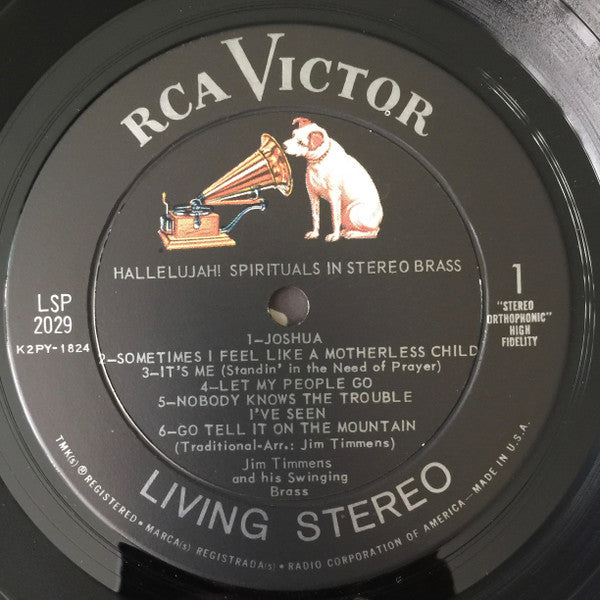 RCA VICTOR
HALLELUJAH! SPIRITUALS IN STEREO BRASS
LSP
2029
K2PY-1824
1
"STEREO
ORTHOPHONIC"
HIGH
FIDELITY
1-JOSHUA
2-SOMETIMES I FEEL LIKE A MOTHERLESS CHILD
3-IT'S ME (Standin' in the Need of Prayer)
4-LET MY PEOPLE GO
5-NOBODY KNOWS THE TROUBLE
I'VE SEEN
6-GO TELL IT ON THE MOUNTAIN
(Traditional-Arr.: Jim Timmens)
Jim Timmens
and his Swinging
Brass
LIVING STEREO
TMK(s) ® REGISTERED • MARCA(s) REGISTRADA(s) • RADIO CORPORATION OF AMERICA — MADE IN U.S.A.